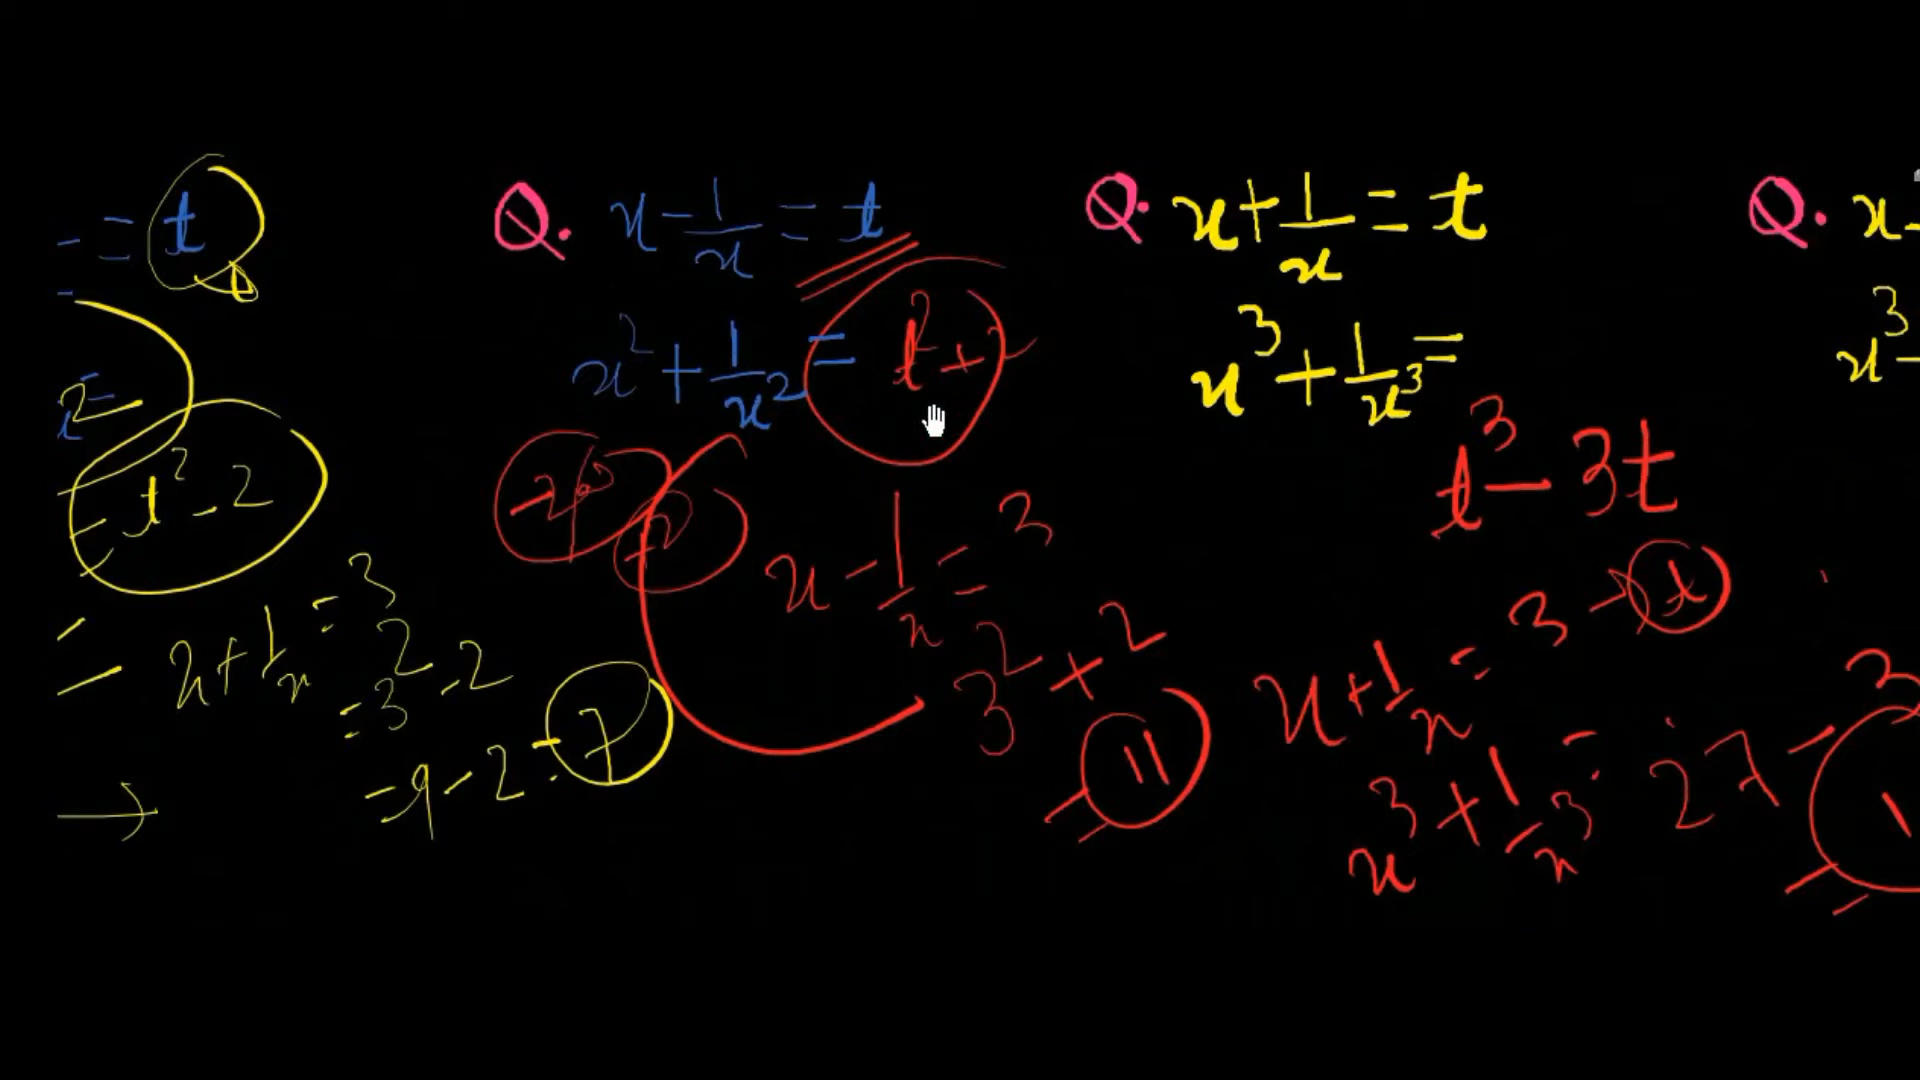 = t
t² - 2
x + 1/x = 3
= 3² - 2
= 9 - 2 = 7
Q. x - 1/x = t
x² + 1/x² = t² + 2
x - 1/x = 3
3² + 2
= 11
Q. x + 1/x = t
x³ + 1/x³ =
t³ - 3t
x + 1/x = 3 → t
x³ + 1/x³ = 27 -
Q. x -
x³ -